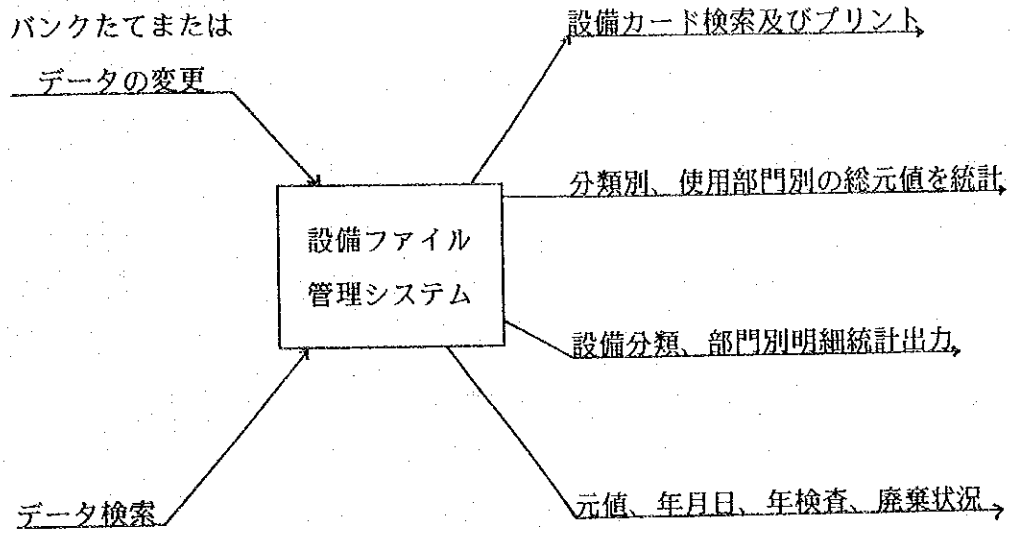 バンクたてまたは
データの変更
設備カード検索及びプリント
分類別、使用部門別の総元値を統計
設備ファイル
管理システム
設備分類、部門別明細統計出力
データ検索
元値、年月日、年検査、廃棄状況